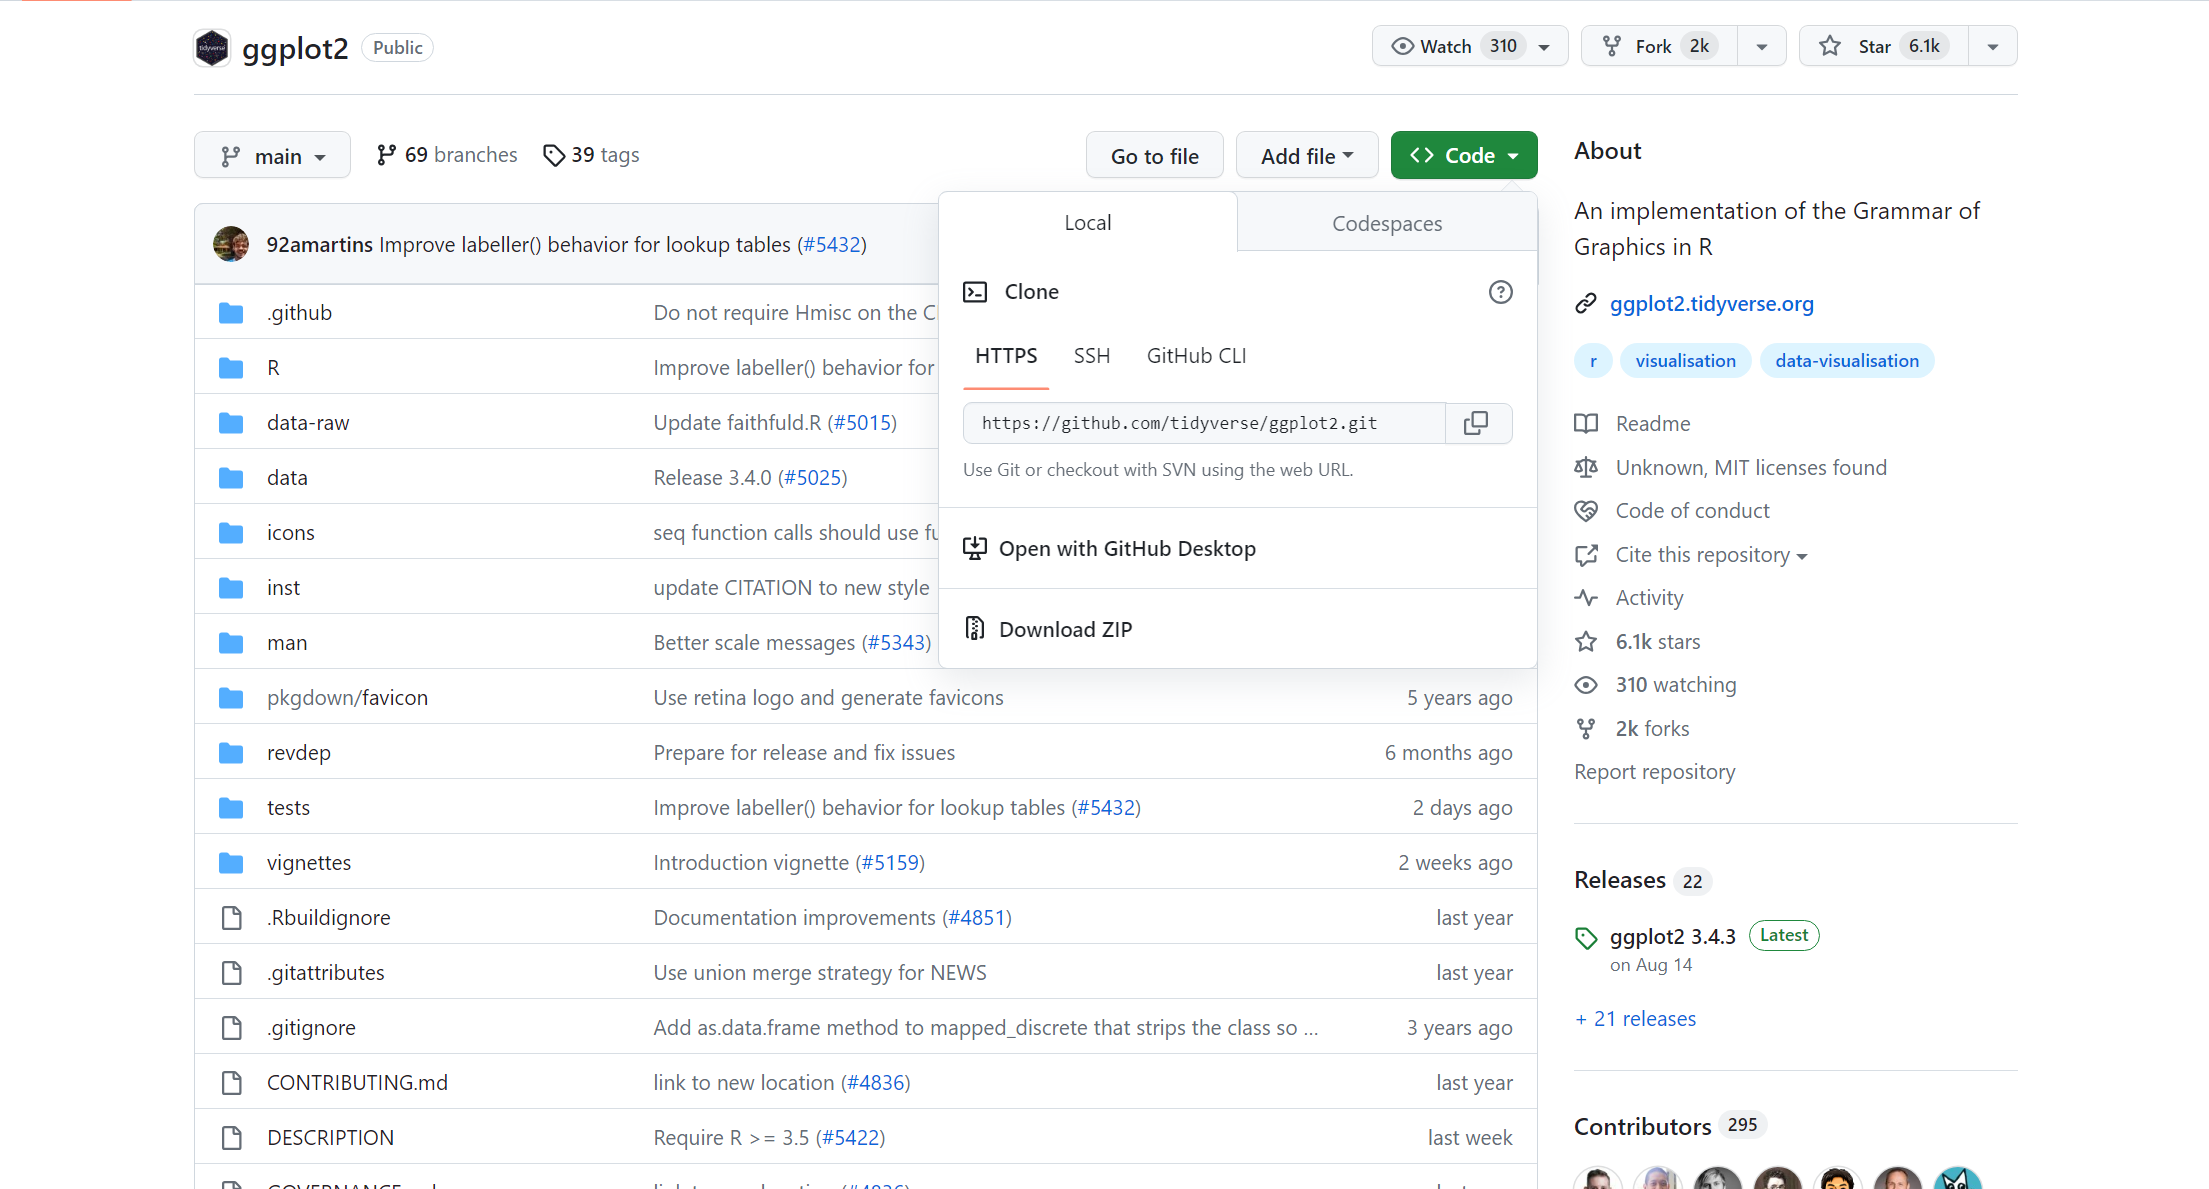 ggplot2 Public
Watch 310 Fork 2k Star 6.1k
main 69 branches 39 tags Go to file Add file Code
92amartins Improve labeller() behavior for lookup tables (#5432)
.github Do not require Hmisc on the C
R Improve labeller() behavior for
data-raw Update faithfuld.R (#5015)
data Release 3.4.0 (#5025)
icons seq function calls should use fu
inst update CITATION to new style
man Better scale messages (#5343)
pkgdown/favicon Use retina logo and generate favicons 5 years ago
revdep Prepare for release and fix issues 6 months ago
tests Improve labeller() behavior for lookup tables (#5432) 2 days ago
vignettes Introduction vignette (#5159) 2 weeks ago
.Rbuildignore Documentation improvements (#4851) last year
.gitattributes Use union merge strategy for NEWS last year
.gitignore Add as.data.frame method to mapped_discrete that strips the class so ... 3 years ago
CONTRIBUTING.md link to new location (#4836) last year
DESCRIPTION Require R >= 3.5 (#5422) last week
Local Codespaces
Clone
HTTPS SSH GitHub CLI
https://github.com/tidyverse/ggplot2.git
Use Git or checkout with SVN using the web URL.
Open with GitHub Desktop
Download ZIP
About
An implementation of the Grammar of
Graphics in R
ggplot2.tidyverse.org
r visualisation data-visualisation
Readme
Unknown, MIT licenses found
Code of conduct
Cite this repository
Activity
6.1k stars
310 watching
2k forks
Report repository
Releases 22
ggplot2 3.4.3 Latest
on Aug 14
+ 21 releases
Contributors 295